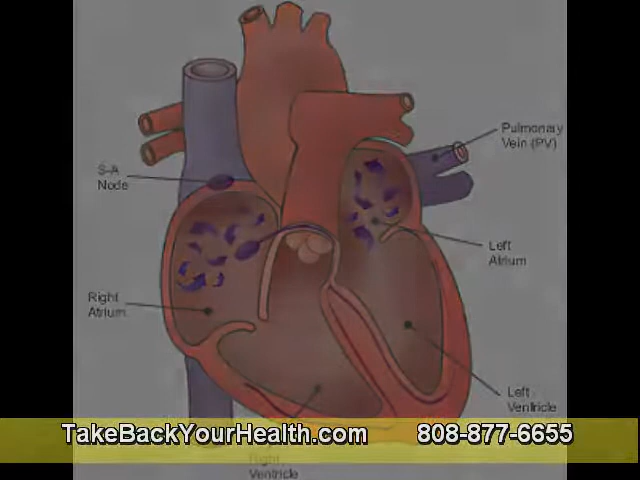 Pulmonary
Vein (PV)
S-A
Node
Left
Atrium
Right
Atrium
Left
Ventricle
TakeBackYourHealth.com 808-877-6655
Right
Ventricle